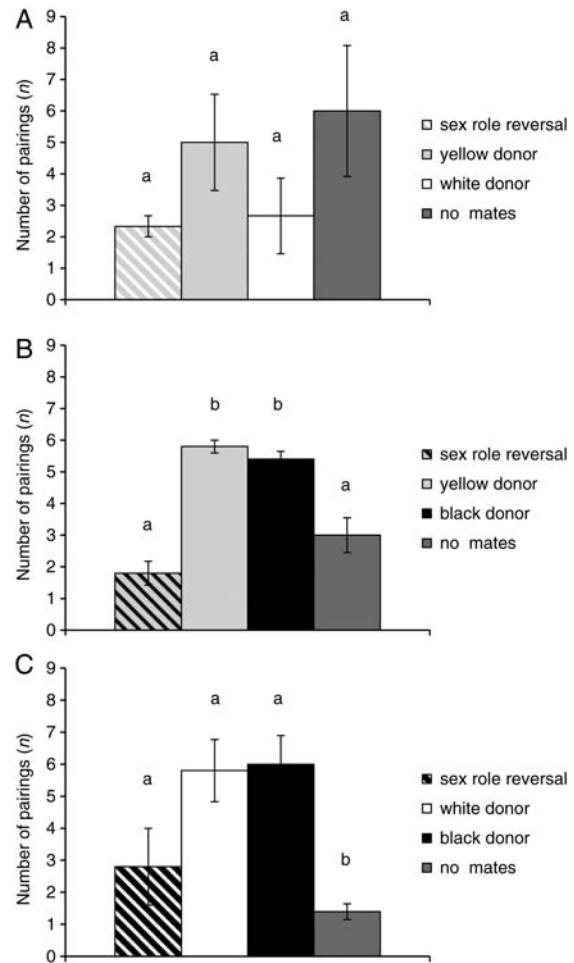 A
Number of pairings (n)
9
8
7
6
5
4
3
2
1
0
a
a
a
a
sex role reversal
yellow donor
white donor
no mates
B
Number of pairings (n)
9
8
7
6
5
4
3
2
1
0
a
b
b
a
sex role reversal
yellow donor
black donor
no mates
C
Number of pairings (n)
9
8
7
6
5
4
3
2
1
0
a
a
a
b
sex role reversal
white donor
black donor
no mates